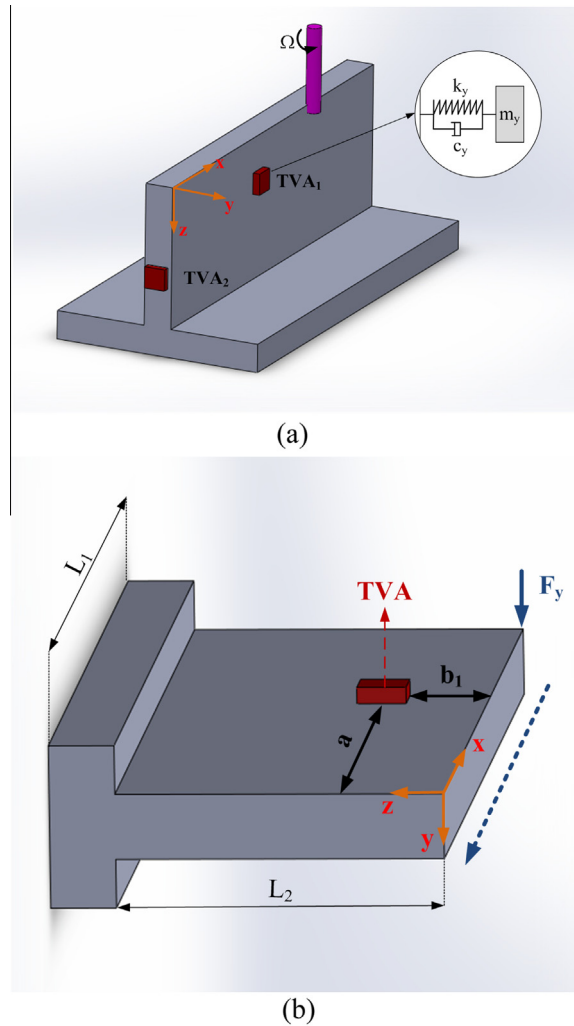 Ω
k_y
m_y
c_y
x
TVA₁
y
z
TVA₂
(a)
L₁
TVA
F_y
b₁
a
x
z
y
L₂
(b)